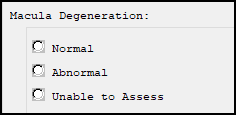 Macula Degeneration:
Normal
Abnormal
Unable to Assess